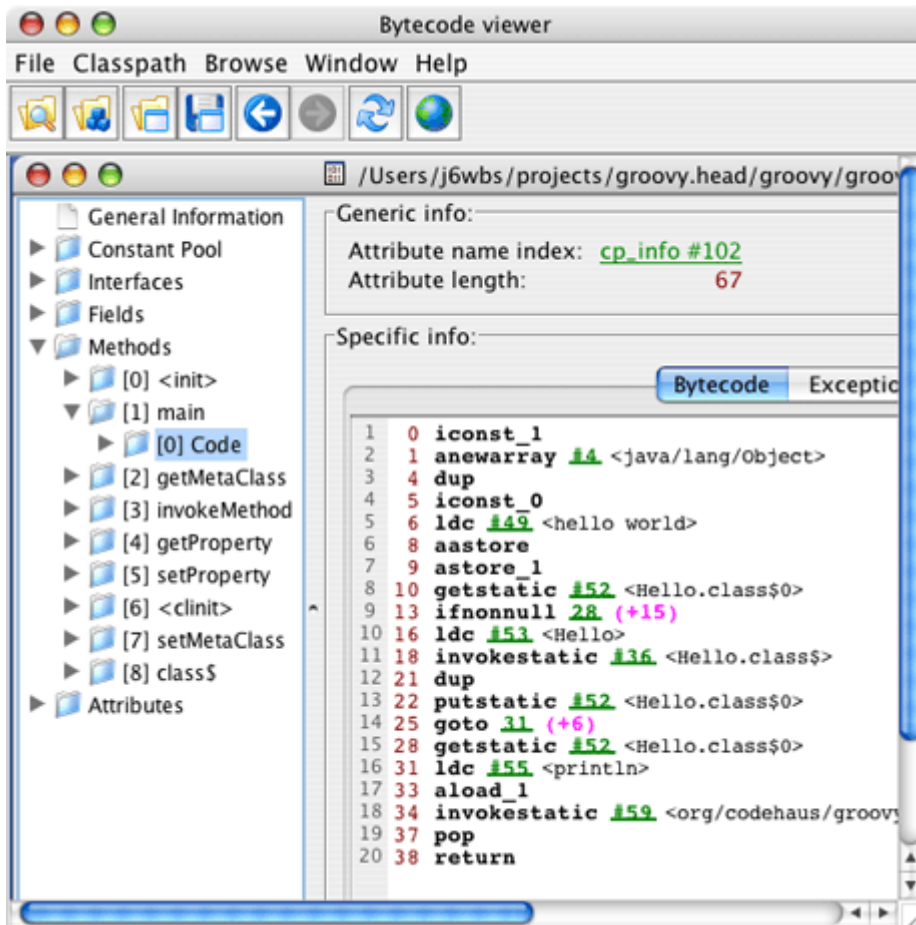 Bytecode viewer
File Classpath Browse Window Help
/Users/j6wbs/projects/groovy.head/groovy/groov
General Information
Constant Pool
Interfaces
Fields
Methods
[0] <init>
[1] main
[0] Code
[2] getMetaClass
[3] invokeMethod
[4] getProperty
[5] setProperty
[6] <clinit>
[7] setMetaClass
[8] class$
Attributes
Generic info:
Attribute name index: cp_info #102
Attribute length: 67
Specific info:
Bytecode Exceptio
1 0 iconst_1
2 1 anewarray #4 <java/lang/Object>
3 4 dup
4 5 iconst_0
5 6 ldc #49 <hello world>
6 8 aastore
7 9 astore_1
8 10 getstatic #52 <Hello.class$0>
9 13 ifnonnull 28 (+15)
10 16 ldc #53 <Hello>
11 18 invokestatic #36 <Hello.class$>
12 21 dup
13 22 putstatic #52 <Hello.class$0>
14 25 goto 31 (+6)
15 28 getstatic #52 <Hello.class$0>
16 31 ldc #55 <println>
17 33 aload_1
18 34 invokestatic #59 <org/codehaus/groovy
19 37 pop
20 38 return